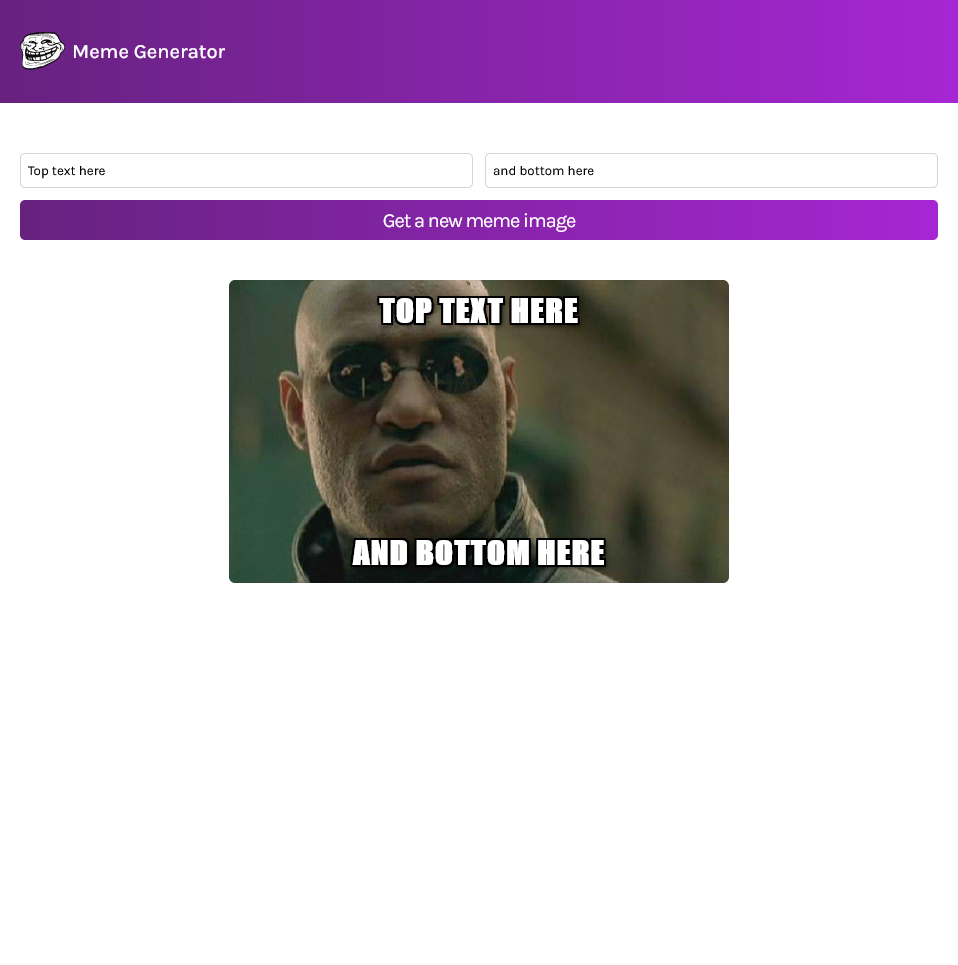 Meme Generator
Top text here
and bottom here
Get a new meme image
TOP TEXT HERE
AND BOTTOM HERE